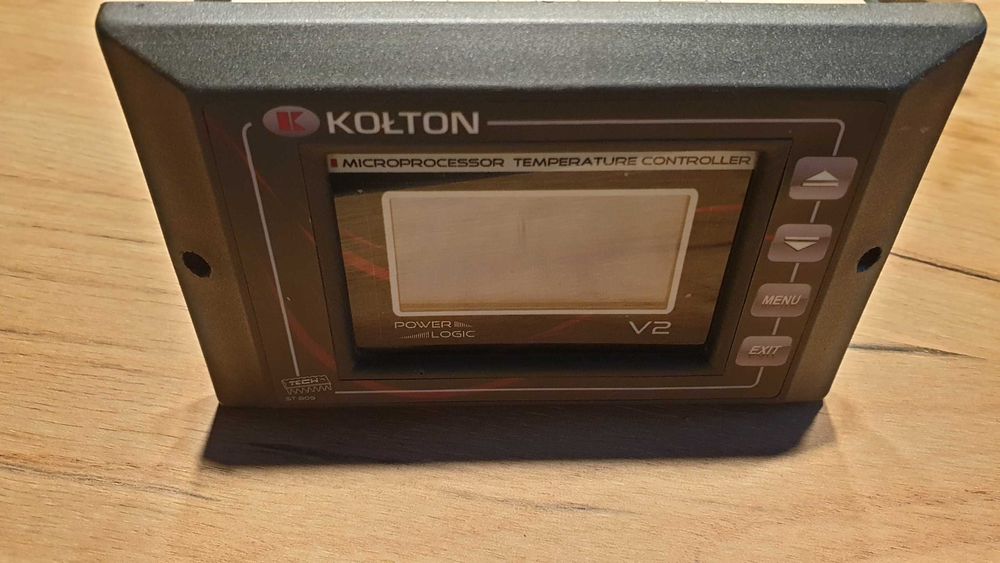 K KOŁTON
MICROPROCESSOR TEMPERATURE CONTROLLER
POWER
LOGIC
V2
MENU
EXIT
TECH
ST 809